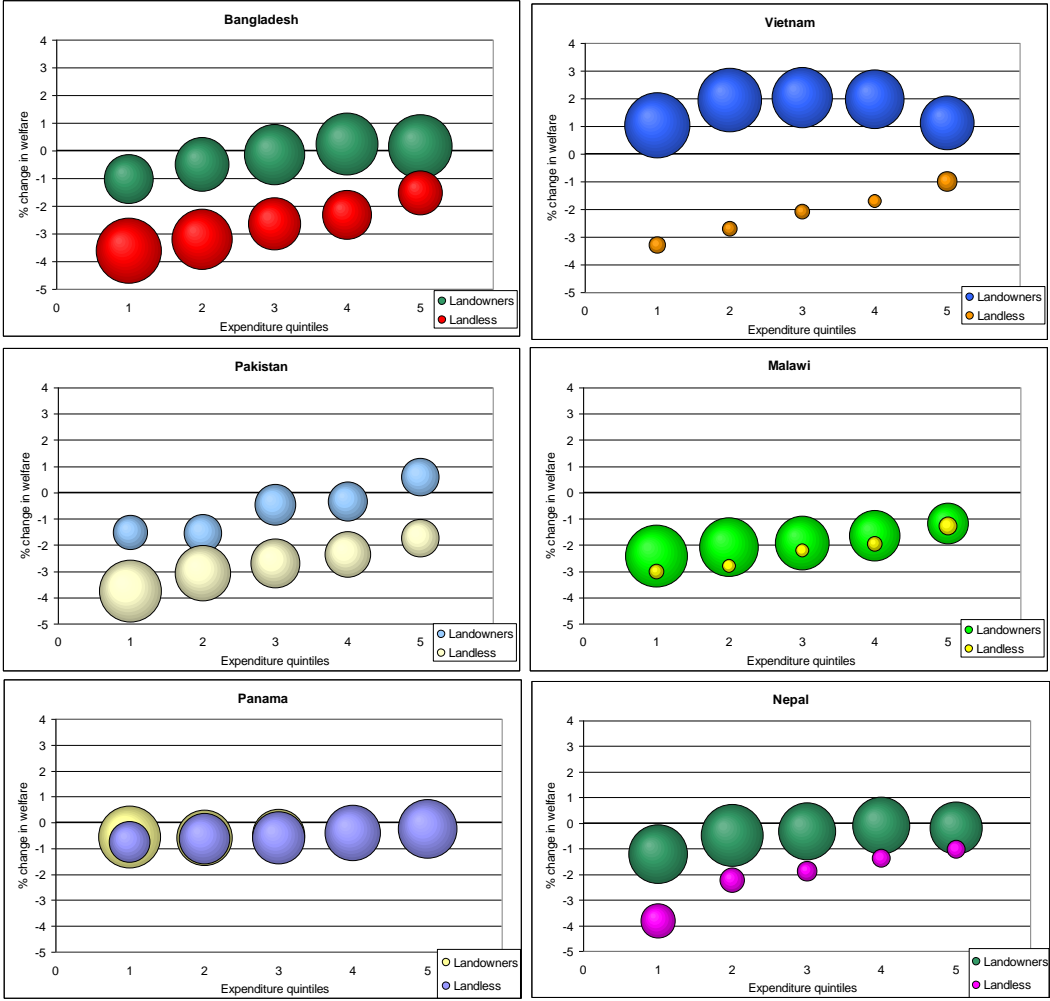 Bangladesh
% change in welfare
4
3
2
1
0
-1
-2
-3
-4
-5
0 1 2 3 4 5
Expenditure quintiles
Landowners
Landless
Vietnam
% change in welfare
4
3
2
1
0
-1
-2
-3
-4
-5
0 1 2 3 4 5
Expenditure quintiles
Landowners
Landless
Pakistan
% change in welfare
4
3
2
1
0
-1
-2
-3
-4
-5
0 1 2 3 4 5
Expenditure quintiles
Landowners
Landless
Malawi
% change in welfare
4
3
2
1
0
-1
-2
-3
-4
-5
0 1 2 3 4 5
Expenditure quintiles
Landowners
Landless
Panama
% change in welfare
4
3
2
1
0
-1
-2
-3
-4
-5
0 1 2 3 4 5
Expenditure quintiles
Landowners
Landless
Nepal
% change in welfare
4
3
2
1
0
-1
-2
-3
-4
-5
0 1 2 3 4 5
Expenditure quintiles
Landowners
Landless